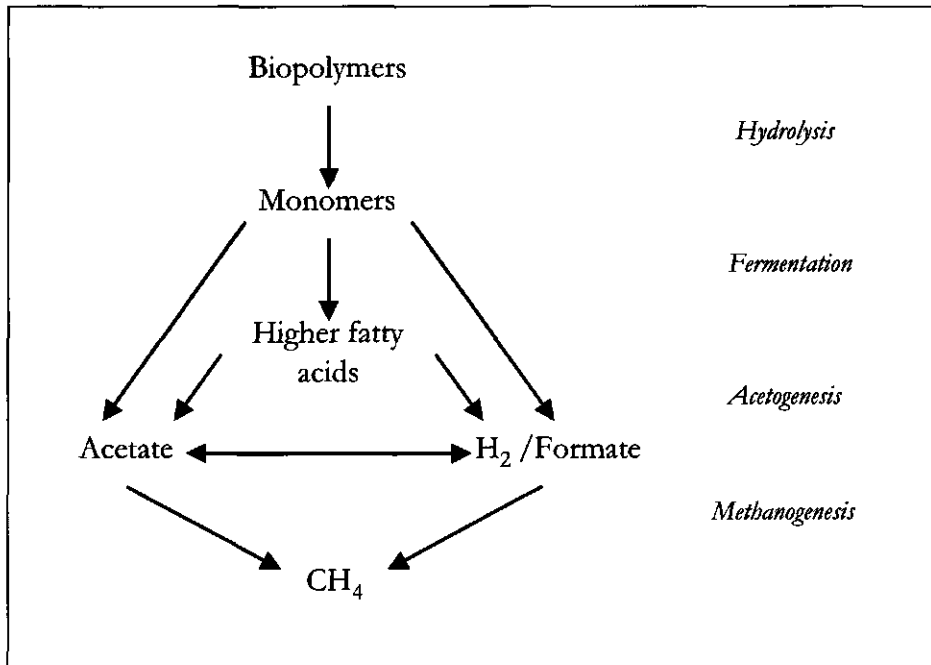 Biopolymers
Hydrolysis
Monomers
Fermentation
Higher fatty
acids
Acetogenesis
Acetate
H₂ /Formate
Methanogenesis
CH₄